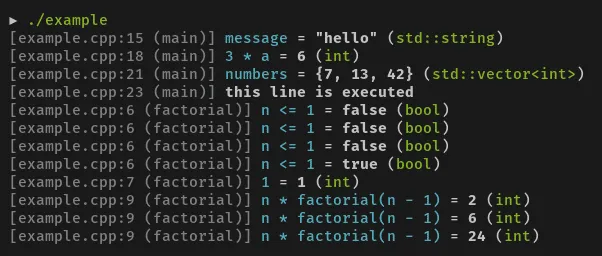 ▶ ./example
[example.cpp:15 (main)] message = "hello" (std::string)
[example.cpp:18 (main)] 3 * a = 6 (int)
[example.cpp:21 (main)] numbers = {7, 13, 42} (std::vector<int>)
[example.cpp:23 (main)] this line is executed
[example.cpp:6 (factorial)] n <= 1 = false (bool)
[example.cpp:6 (factorial)] n <= 1 = false (bool)
[example.cpp:6 (factorial)] n <= 1 = false (bool)
[example.cpp:6 (factorial)] n <= 1 = true (bool)
[example.cpp:7 (factorial)] 1 = 1 (int)
[example.cpp:9 (factorial)] n * factorial(n - 1) = 2 (int)
[example.cpp:9 (factorial)] n * factorial(n - 1) = 6 (int)
[example.cpp:9 (factorial)] n * factorial(n - 1) = 24 (int)